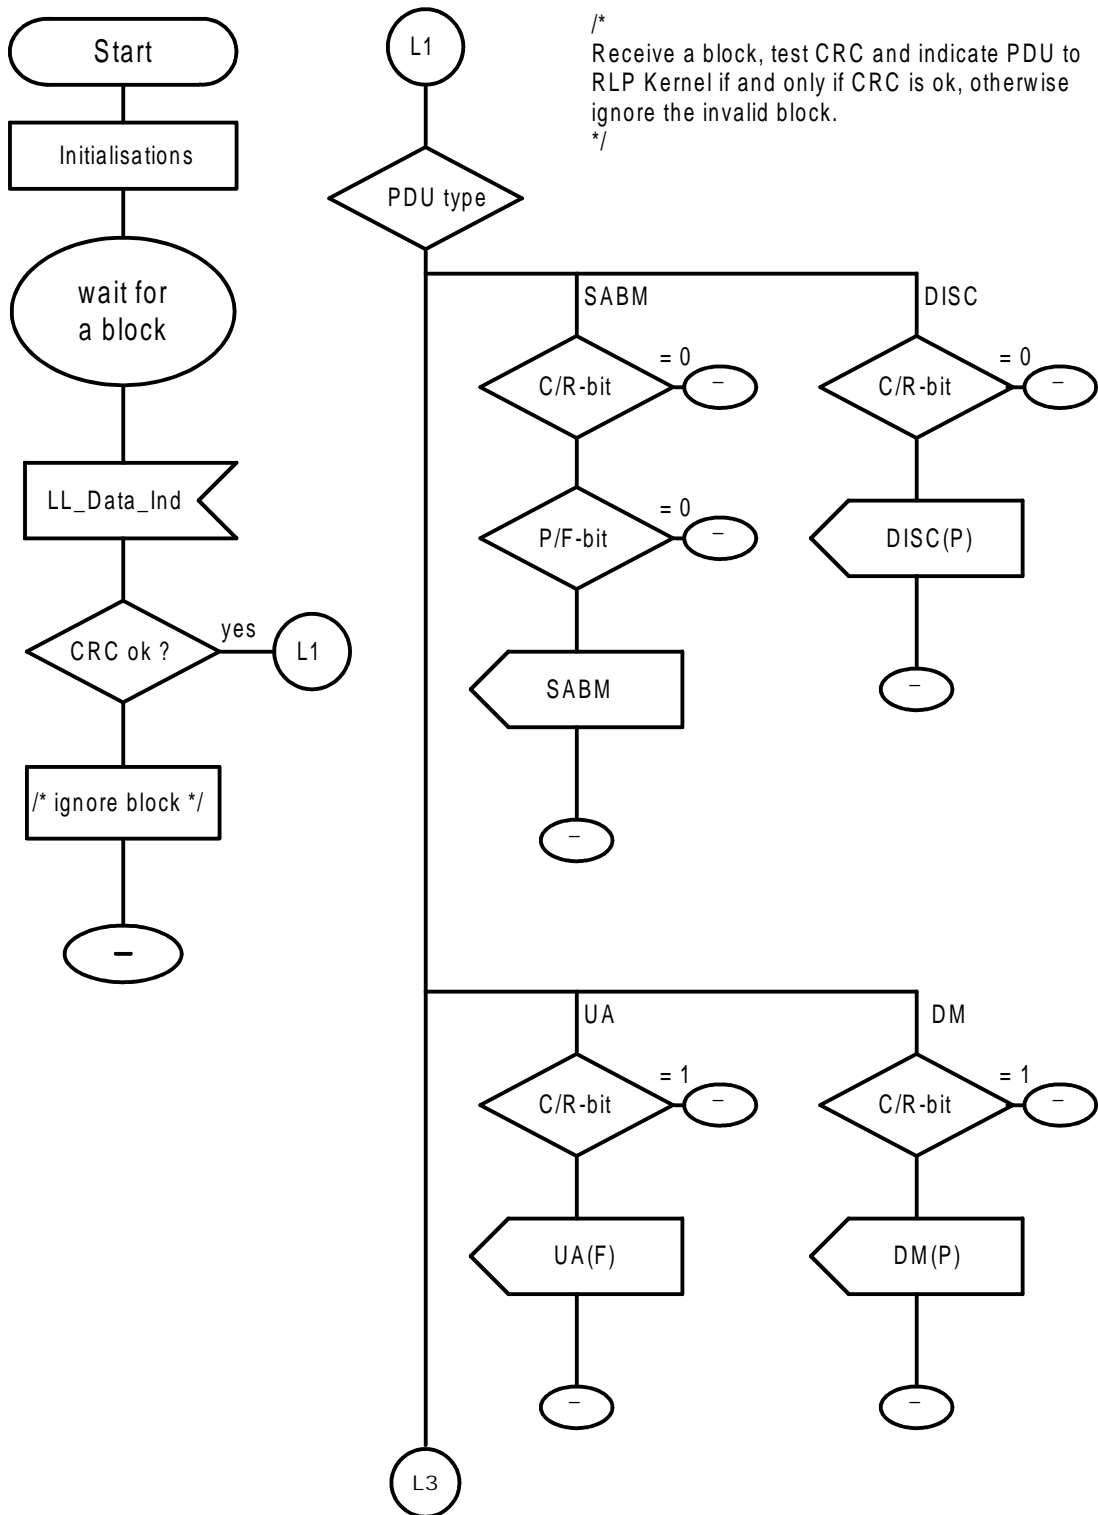 Start
Initialisations
wait for
a block
LL_Data_Ind
CRC ok ?
yes
L1
/* ignore block */
–
L1
/*
Receive a block, test CRC and indicate PDU to
RLP Kernel if and only if CRC is ok, otherwise
ignore the invalid block.
*/
PDU type
SABM
C/R-bit
= 0
–
P/F-bit
= 0
–
SABM
–
DISC
C/R-bit
= 0
–
DISC(P)
–
UA
C/R-bit
= 1
–
UA(F)
–
DM
C/R-bit
= 1
–
DM(P)
–
L3